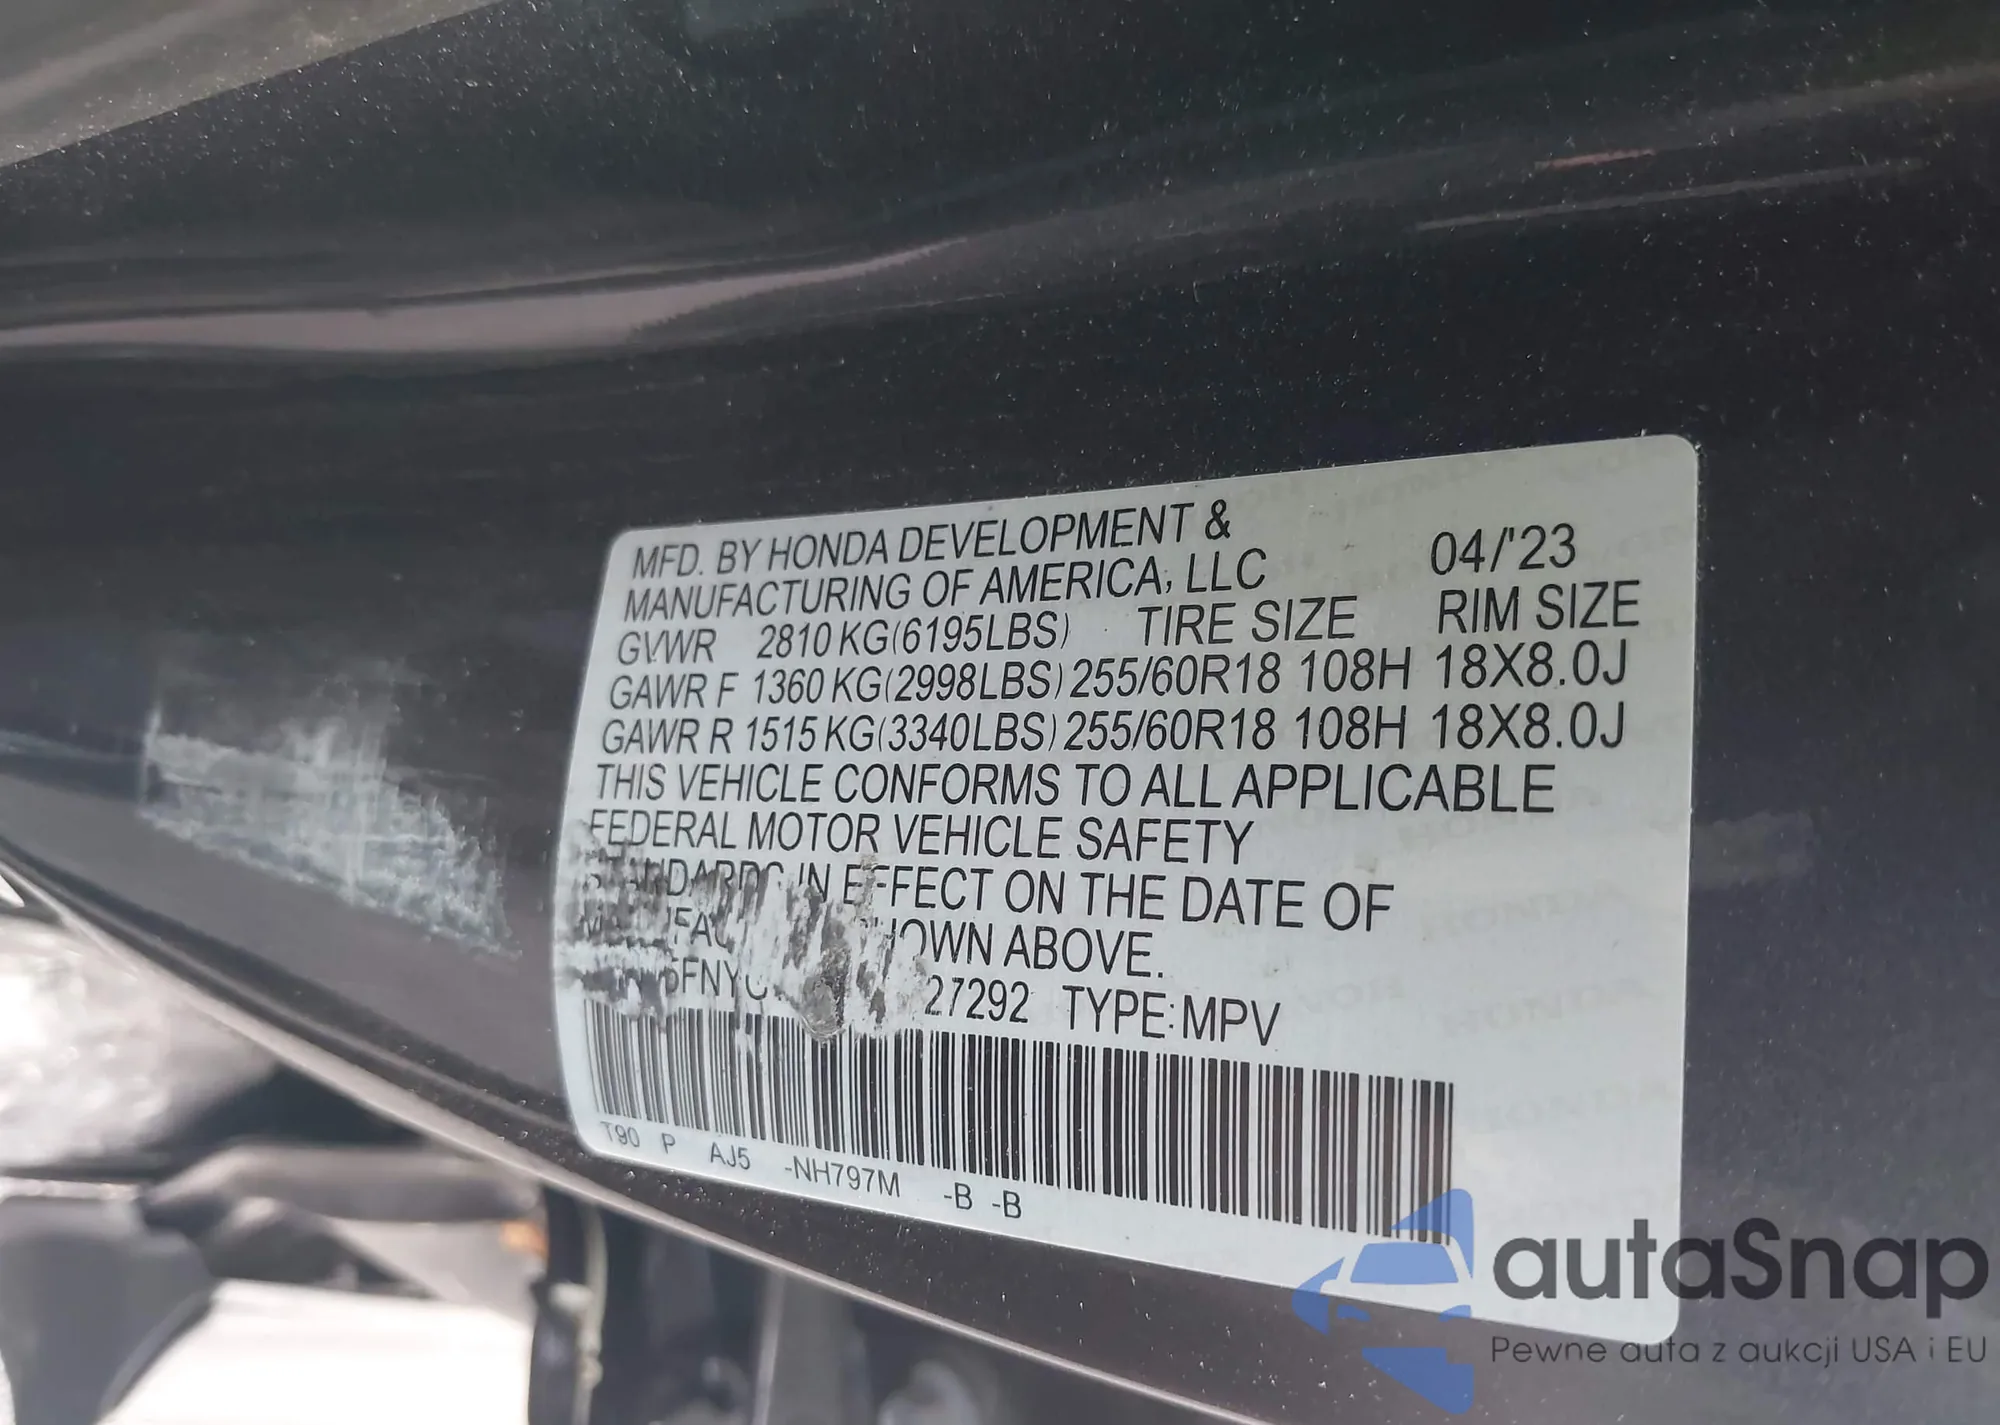 MFD. BY HONDA DEVELOPMENT &
MANUFACTURING OF AMERICA, LLC 04/'23
GVWR 2810 KG(6195LBS) TIRE SIZE RIM SIZE
GAWR F 1360 KG(2998LBS) 255/60R18 108H 18X8.0J
GAWR R 1515 KG(3340LBS) 255/60R18 108H 18X8.0J
THIS VEHICLE CONFORMS TO ALL APPLICABLE
FEDERAL MOTOR VEHICLE SAFETY
STANDARDS IN EFFECT ON THE DATE OF
SHOWN ABOVE.
27292 TYPE:MPV
T90 P AJ5 -NH797M -B -B
autaSnap
Pewne auta z aukcji USA i EU